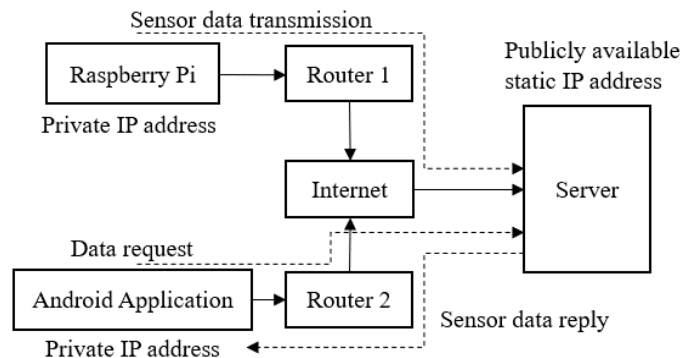 Sensor data transmission
Raspberry Pi
Router 1
Publicly available
static IP address
Private IP address
Internet
Server
Data request
Android Application
Router 2
Sensor data reply
Private IP address